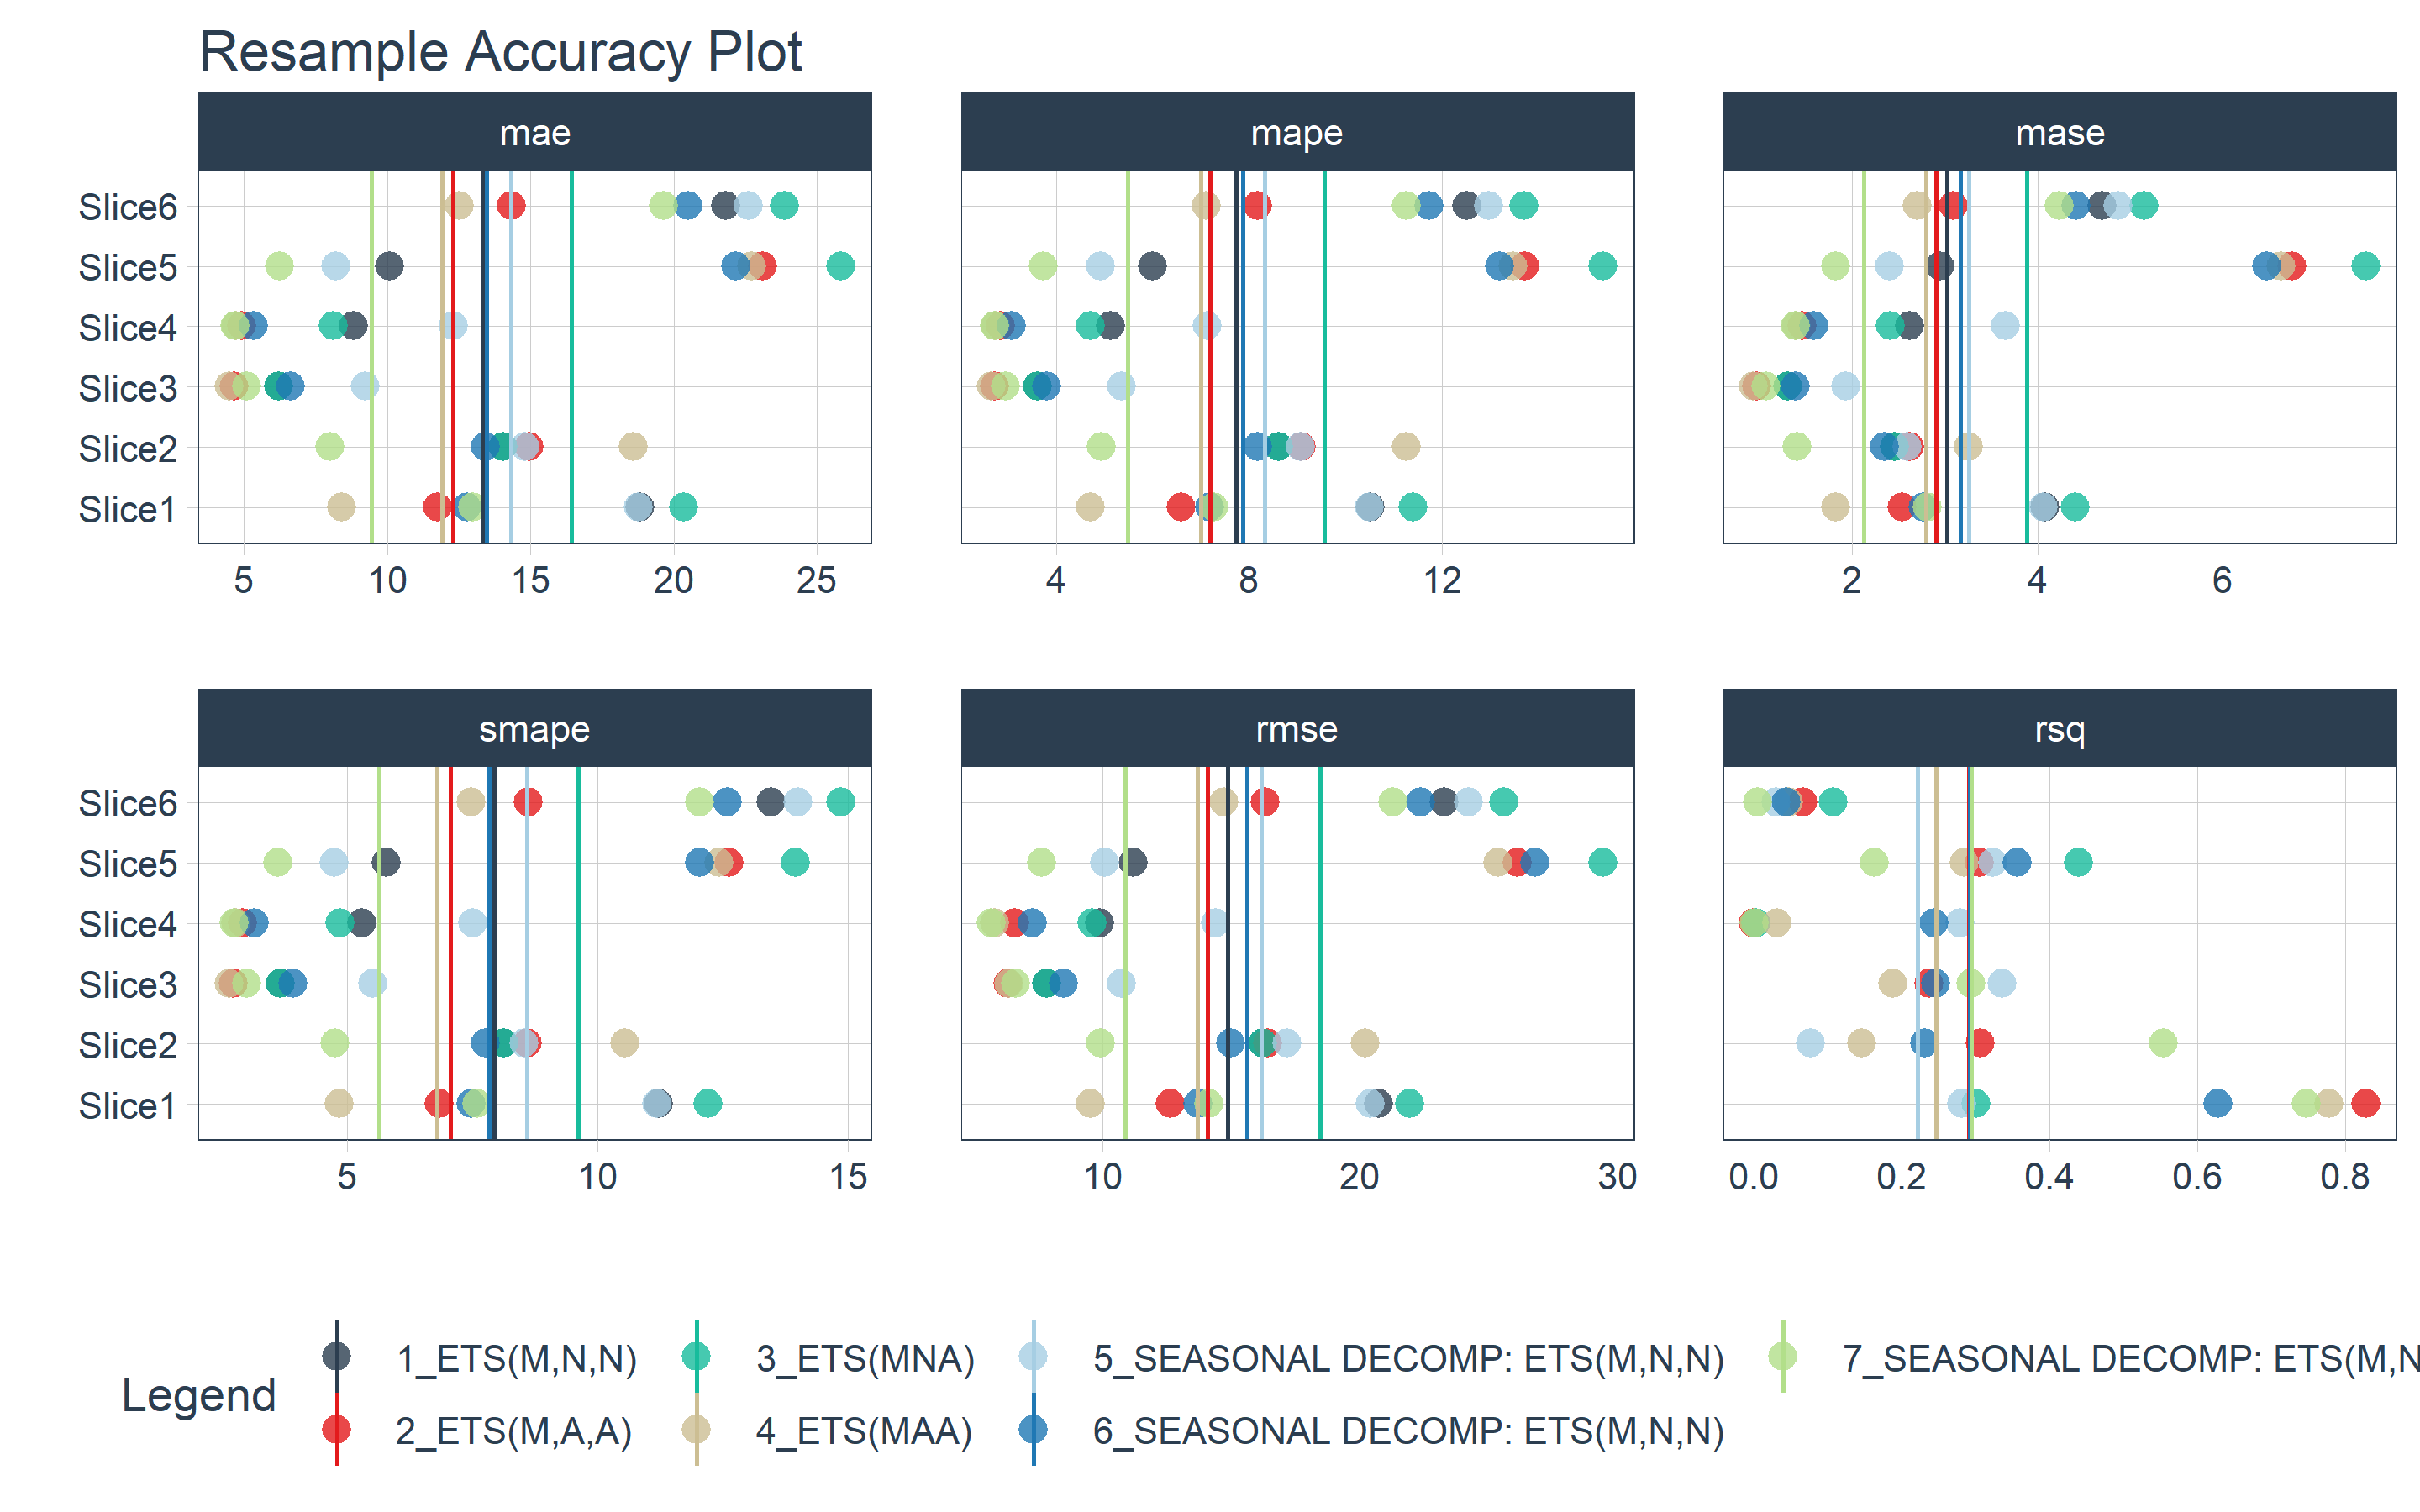 Resample Accuracy Plot
mae mape mase
Slice6
Slice5
Slice4
Slice3
Slice2
Slice1
5 10 15 20 25 4 8 12 2 4 6
smape rmse rsq
Slice6
Slice5
Slice4
Slice3
Slice2
Slice1
5 10 15 10 20 30 0.0 0.2 0.4 0.6 0.8
Legend
1_ETS(M,N,N) 3_ETS(MNA) 5_SEASONAL DECOMP: ETS(M,N,N) 7_SEASONAL DECOMP: ETS(M,N
2_ETS(M,A,A) 4_ETS(MAA) 6_SEASONAL DECOMP: ETS(M,N,N)